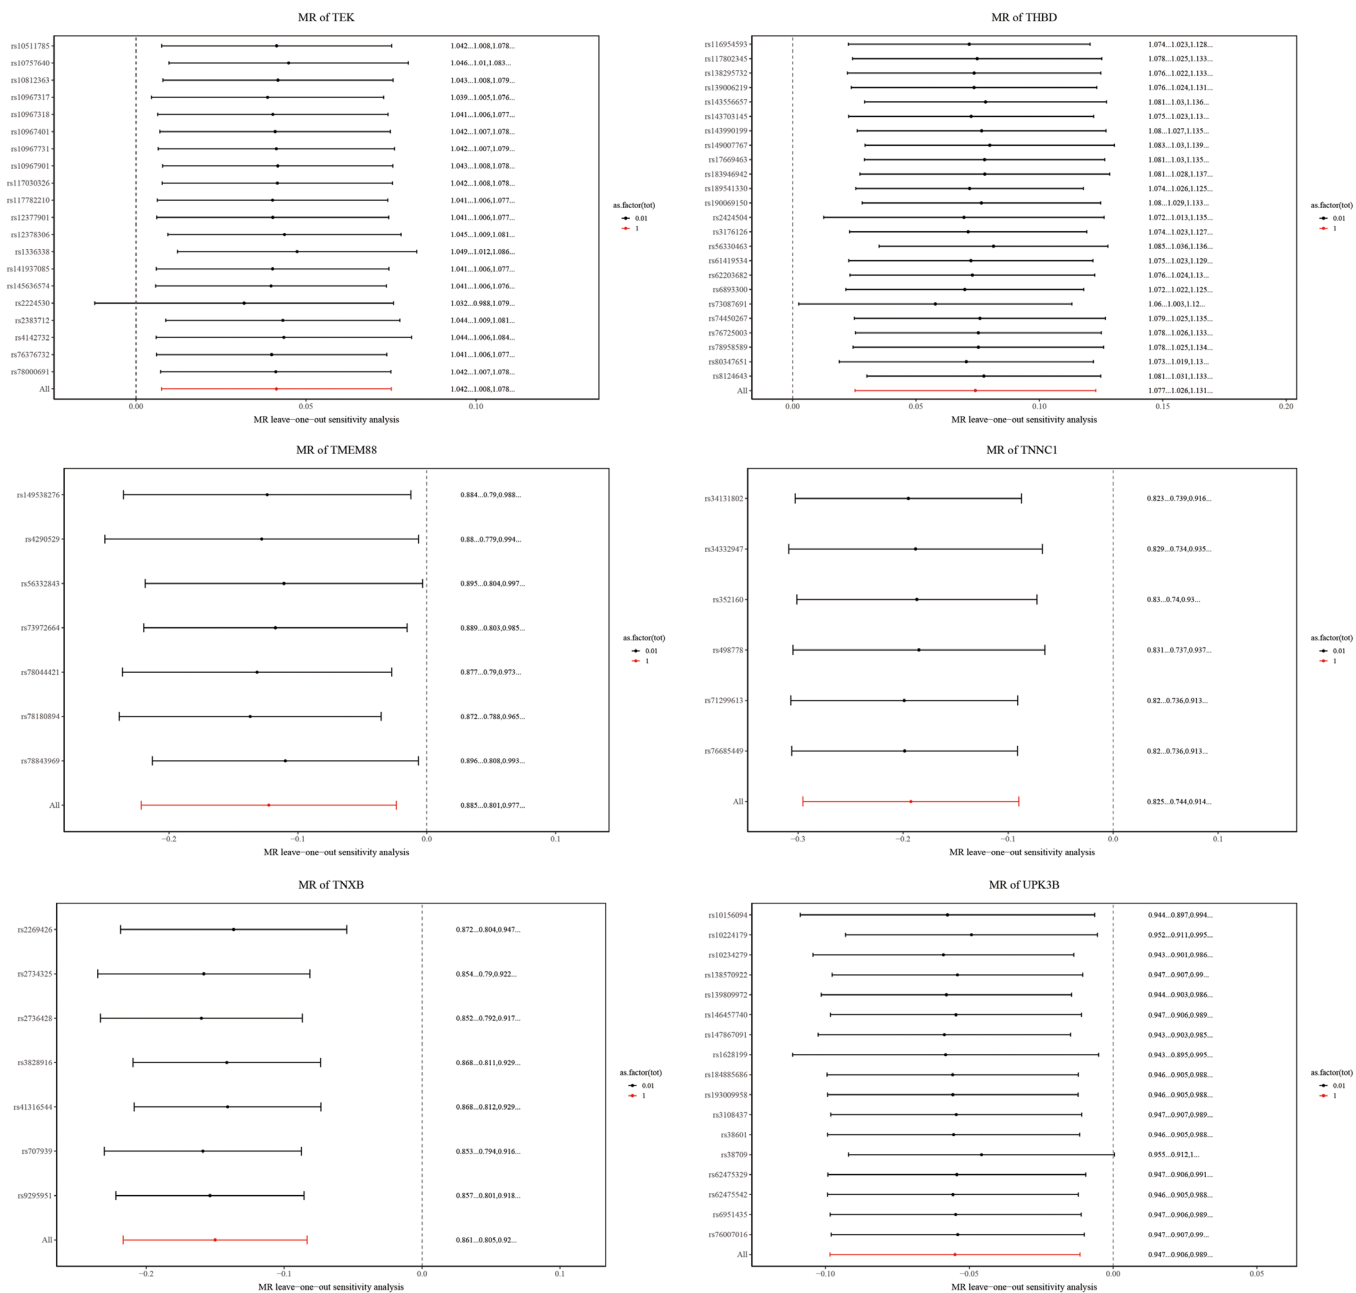 MR of TEK
rs10511785 1.042...1.008,1.078...
rs10757640 1.046...1.01,1.083...
rs10812363 1.043...1.008,1.079...
rs10967317 1.039...1.005,1.076...
rs10967318 1.041...1.006,1.077...
rs10967401 1.042...1.007,1.078...
rs10967731 1.042...1.007,1.079...
rs10967901 1.043...1.008,1.078...
rs117030326 1.042...1.008,1.078...
rs117782210 1.041...1.006,1.077...
rs12377901 1.041...1.006,1.077...
rs12378306 1.045...1.009,1.081...
rs1336338 1.049...1.012,1.086...
rs141937085 1.041...1.006,1.077...
rs145636574 1.041...1.006,1.076...
rs2224530 1.032...0.988,1.079...
rs2383712 1.044...1.009,1.081...
rs4142732 1.044...1.006,1.084...
rs76376732 1.041...1.006,1.077...
rs78000691 1.042...1.007,1.078...
All 1.042...1.008,1.078...
0.00 0.05 0.10
MR leave−one−out sensitivity analysis
as.factor(tot)
0.01
1
MR of THBD
rs116954593 1.074...1.023,1.128...
rs117802345 1.078...1.025,1.133...
rs138295732 1.076...1.022,1.133...
rs139006219 1.076...1.024,1.131...
rs143556657 1.081...1.03,1.136...
rs143703145 1.075...1.023,1.13...
rs143990199 1.08...1.027,1.135...
rs149007767 1.083...1.03,1.139...
rs17669463 1.081...1.03,1.135...
rs183946942 1.081...1.028,1.137...
rs189541330 1.074...1.026,1.125...
rs190069150 1.08...1.029,1.133...
rs2424504 1.072...1.013,1.135...
rs3176126 1.074...1.023,1.127...
rs56330463 1.085...1.036,1.136...
rs61419534 1.075...1.023,1.129...
rs62203682 1.076...1.024,1.13...
rs6893300 1.072...1.022,1.125...
rs73087691 1.06...1.003,1.12...
rs74450267 1.079...1.025,1.135...
rs76725003 1.078...1.026,1.133...
rs78958589 1.078...1.025,1.134...
rs80347651 1.073...1.019,1.13...
rs8124643 1.081...1.031,1.133...
All 1.077...1.026,1.131...
0.00 0.05 0.10 0.15 0.20
MR leave−one−out sensitivity analysis
as.factor(tot)
0.01
1
MR of TMEM88
rs149538276 0.884...0.79,0.988...
rs4290529 0.88...0.779,0.994...
rs56332843 0.895...0.804,0.997...
rs73972664 0.889...0.803,0.985...
rs78044421 0.877...0.79,0.973...
rs78180894 0.872...0.788,0.965...
rs78843969 0.896...0.808,0.993...
All 0.885...0.801,0.977...
−0.2 −0.1 0.0 0.1
MR leave−one−out sensitivity analysis
as.factor(tot)
0.01
1
MR of TNNC1
rs34131802 0.823...0.739,0.916...
rs34332947 0.829...0.734,0.935...
rs352160 0.83...0.74,0.93...
rs498778 0.831...0.737,0.937...
rs71299613 0.82...0.736,0.913...
rs76685449 0.82...0.736,0.913...
All 0.825...0.744,0.914...
−0.3 −0.2 −0.1 0.0 0.1
MR leave−one−out sensitivity analysis
as.factor(tot)
0.01
1
MR of TNXB
rs2269426 0.872...0.804,0.947...
rs2734325 0.854...0.79,0.922...
rs2736428 0.852...0.792,0.917...
rs3828916 0.868...0.811,0.929...
rs41316544 0.868...0.812,0.929...
rs707939 0.853...0.794,0.916...
rs9295951 0.857...0.801,0.918...
All 0.861...0.805,0.92...
−0.2 −0.1 0.0 0.1
MR leave−one−out sensitivity analysis
as.factor(tot)
0.01
1
MR of UPK3B
rs10156094 0.944...0.897,0.994...
rs10224179 0.952...0.911,0.995...
rs10234279 0.943...0.901,0.986...
rs138570922 0.947...0.907,0.99...
rs139809972 0.944...0.903,0.986...
rs146457740 0.947...0.906,0.989...
rs147867091 0.943...0.903,0.985...
rs1628199 0.943...0.895,0.995...
rs184885686 0.946...0.905,0.988...
rs193009958 0.946...0.905,0.988...
rs3108437 0.947...0.907,0.989...
rs38601 0.946...0.905,0.988...
rs38709 0.955...0.912,1...
rs62475329 0.947...0.906,0.991...
rs62475542 0.946...0.905,0.988...
rs6951435 0.947...0.906,0.989...
rs76007016 0.947...0.907,0.99...
All 0.947...0.906,0.989...
−0.10 −0.05 0.00 0.05
MR leave−one−out sensitivity analysis
as.factor(tot)
0.01
1